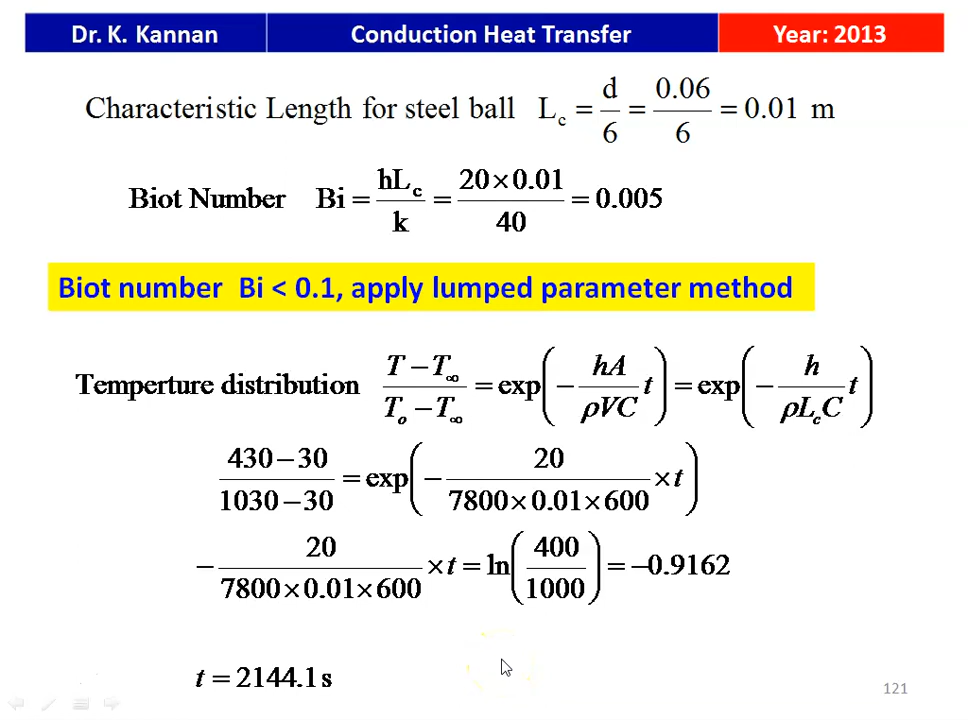 Dr. K. Kannan Conduction Heat Transfer Year: 2013
Characteristic Length for steel ball L_c = d/6 = 0.06/6 = 0.01 m
Biot Number Bi = hL_c/k = 20×0.01/40 = 0.005
Biot number Bi < 0.1, apply lumped parameter method
Temperture distribution (T − T_∞)/(T_o − T_∞) = exp(− hA/ρVC t) = exp(− h/ρL_cC t)
430 − 30/1030 − 30 = exp(− 20/7800×0.01×600 × t)
− 20/7800×0.01×600 × t = ln(400/1000) = −0.9162
t = 2144.1 s
121